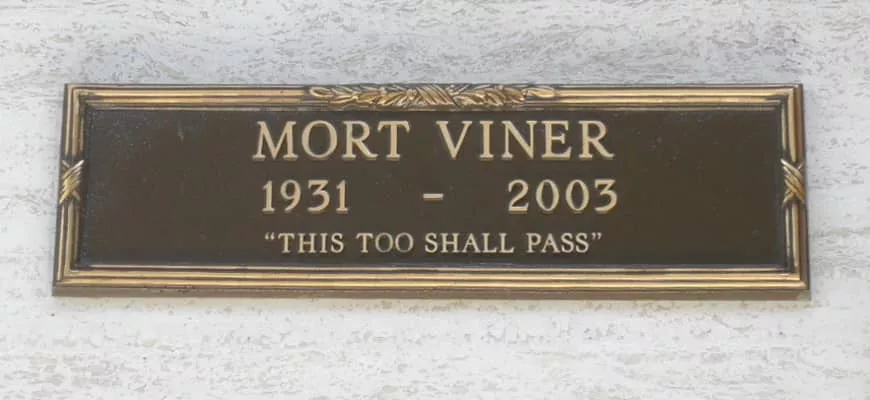 MORT VINER
1931 - 2003
“THIS TOO SHALL PASS”